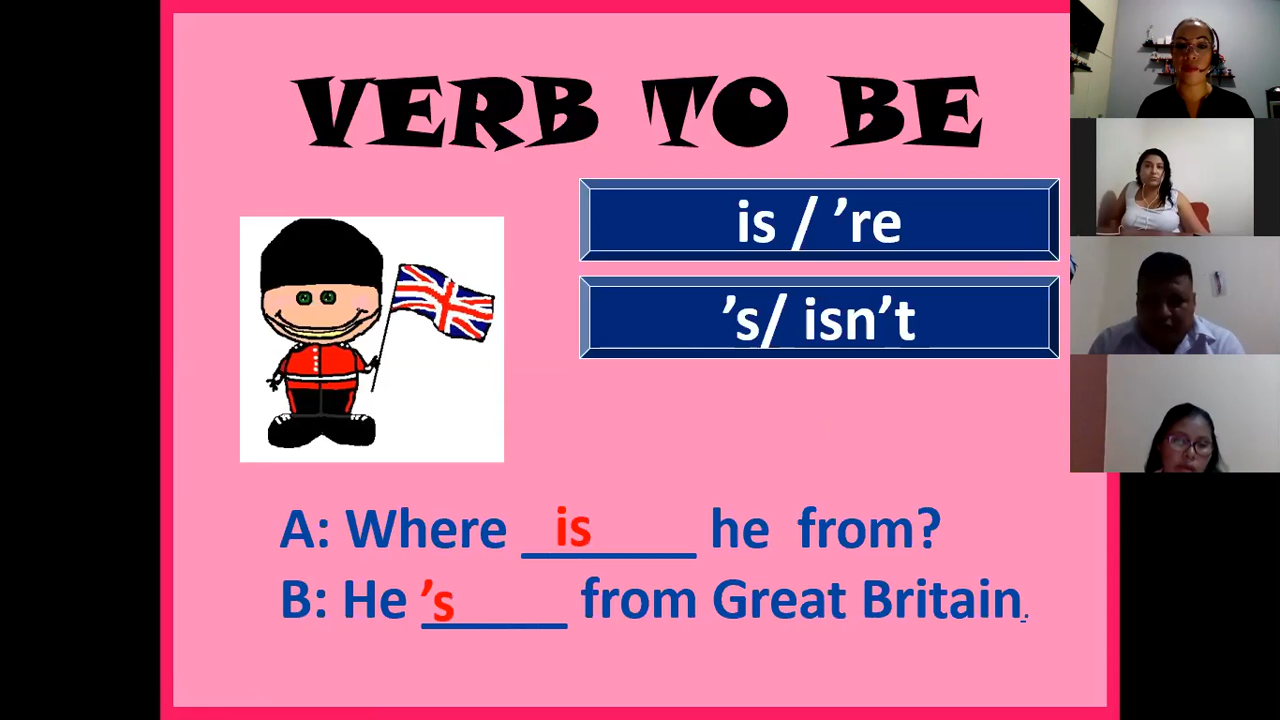 VERB TO BE
is / ’re
’s/ isn’t
A: Where is he from?
B: He ’s from Great Britain.